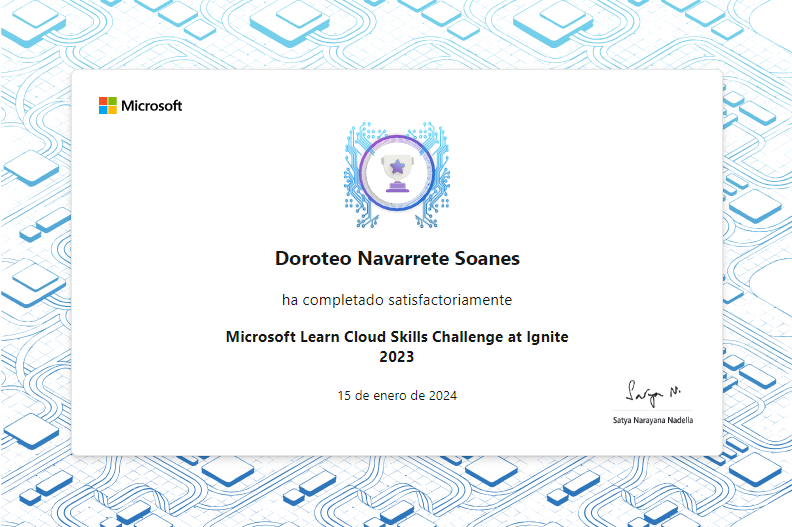 Microsoft
Doroteo Navarrete Soanes
ha completado satisfactoriamente
Microsoft Learn Cloud Skills Challenge at Ignite
2023
15 de enero de 2024
Satya N.
Satya Narayana Nadella